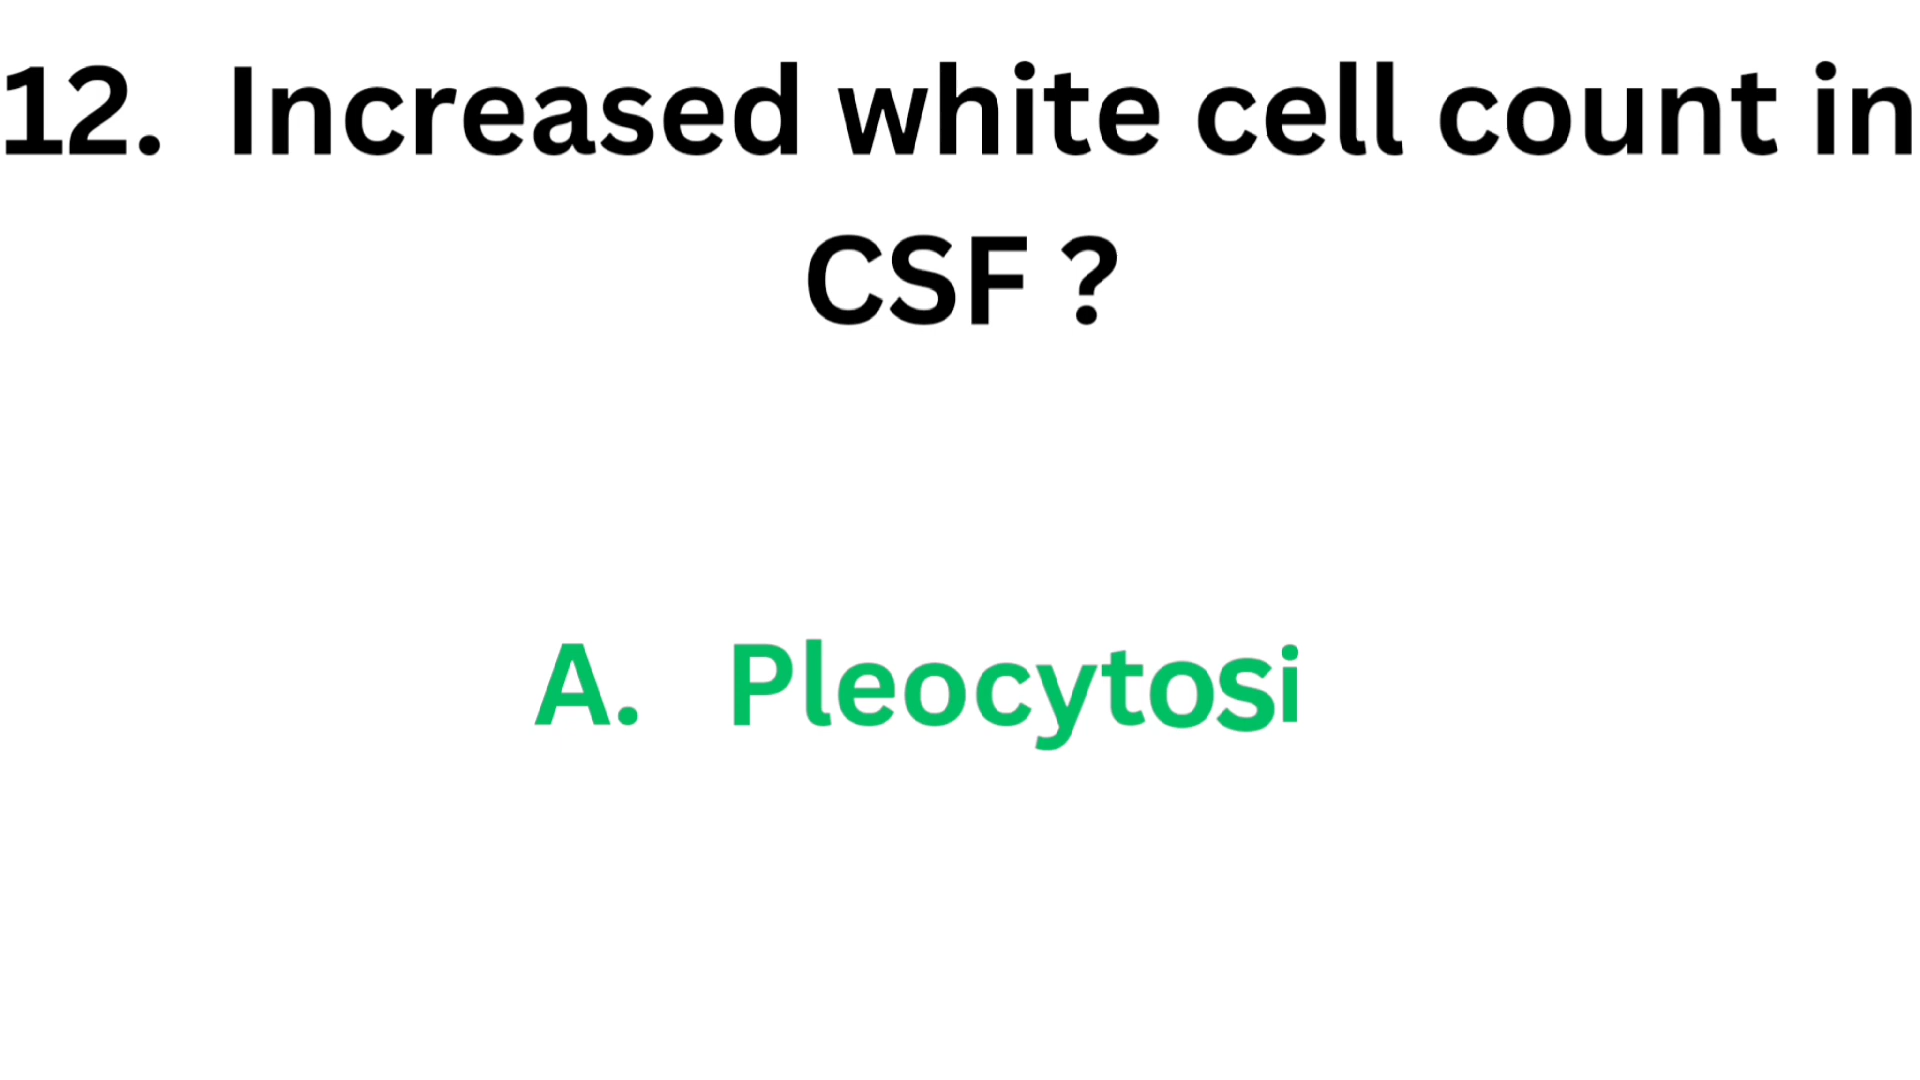 12. Increased white cell count in
CSF ?
A. Pleocytosi